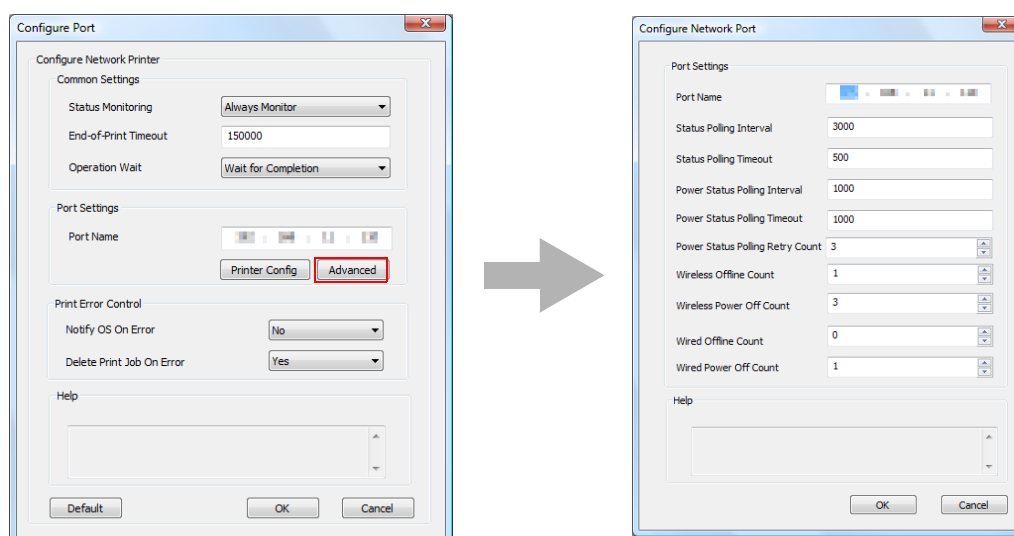 Configure Port
Configure Network Printer
Common Settings
Status Monitoring Always Monitor
End-of-Print Timeout 150000
Operation Wait Wait for Completion
Port Settings
Port Name
Printer Config Advanced
Print Error Control
Notify OS On Error No
Delete Print Job On Error Yes
Help
Default OK Cancel
Configure Network Port
Port Settings
Port Name
Status Polling Interval 3000
Status Polling Timeout 500
Power Status Polling Interval 1000
Power Status Polling Timeout 1000
Power Status Polling Retry Count 3
Wireless Offline Count 1
Wireless Power Off Count 3
Wired Offline Count 0
Wired Power Off Count 1
Help
OK Cancel